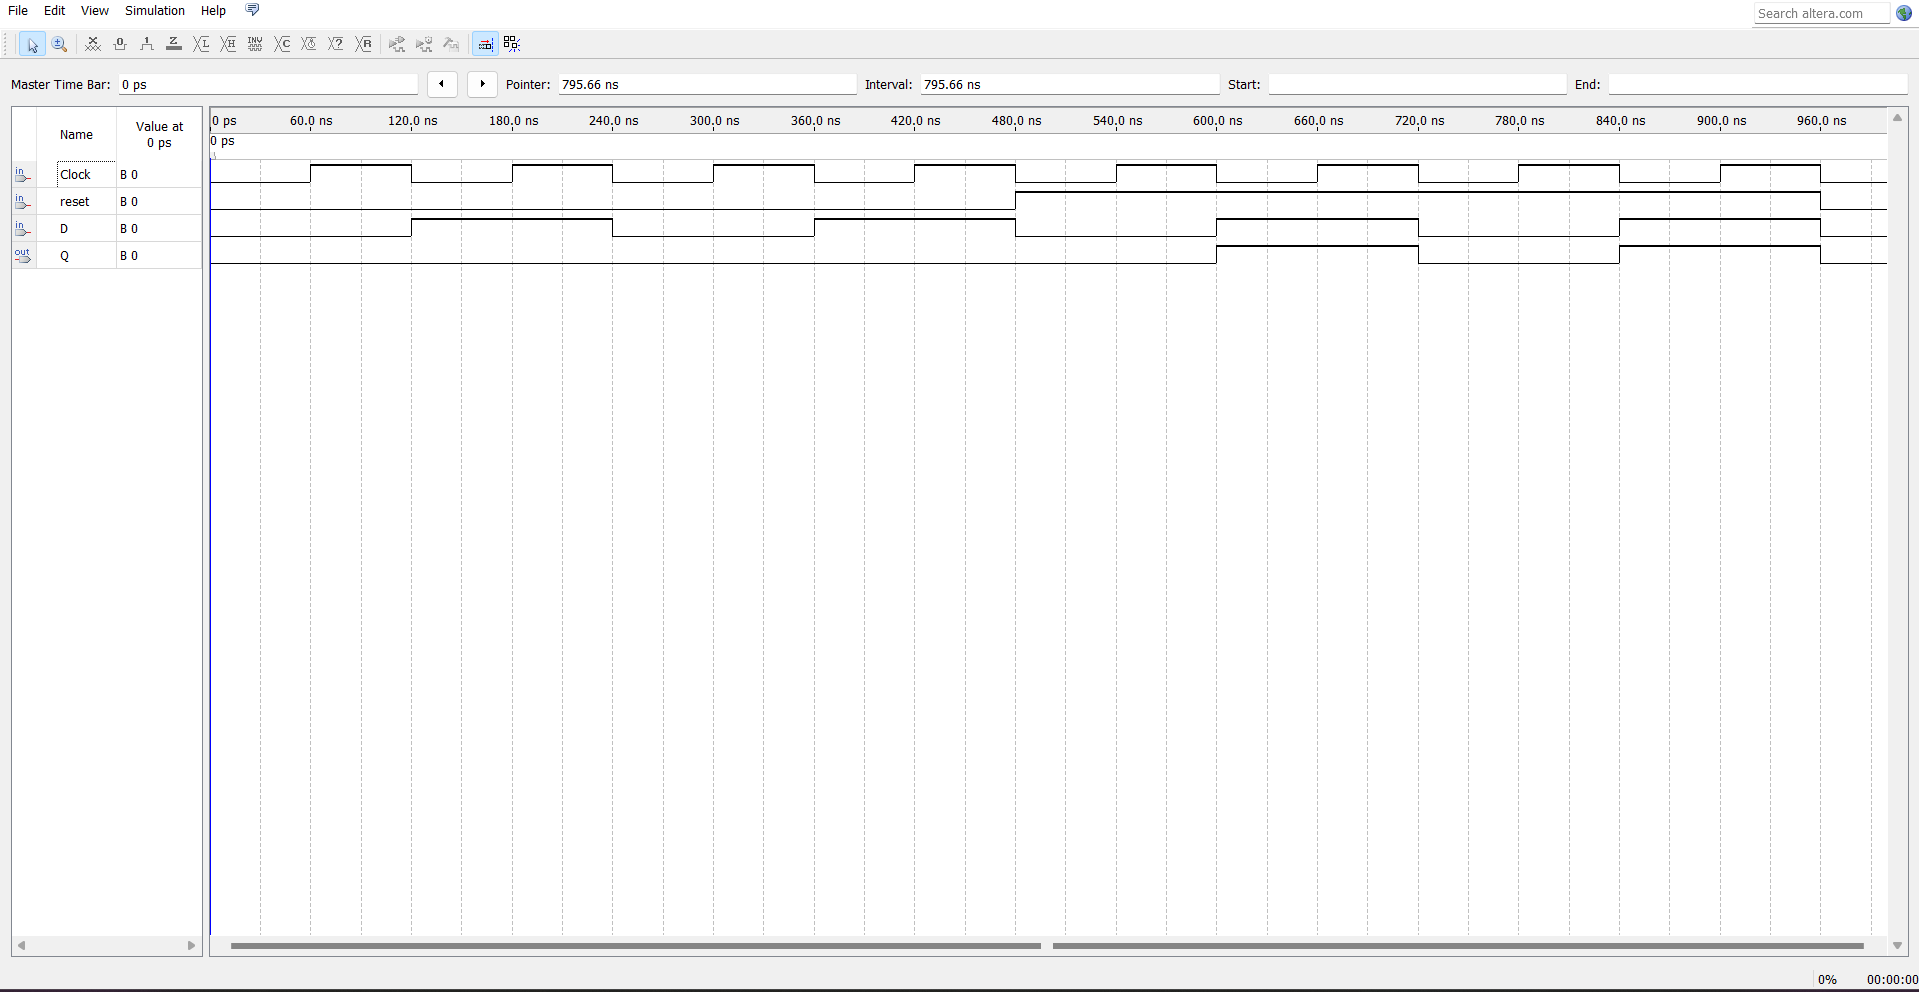 File Edit View Simulation Help
Search altera.com
Master Time Bar: 0 ps Pointer: 795.66 ns Interval: 795.66 ns Start: End:
Name Value at 0 ps
0 ps 60.0 ns 120.0 ns 180.0 ns 240.0 ns 300.0 ns 360.0 ns 420.0 ns 480.0 ns 540.0 ns 600.0 ns 660.0 ns 720.0 ns 780.0 ns 840.0 ns 900.0 ns 960.0 ns
0 ps
in Clock B 0
in reset B 0
in D B 0
out Q B 0
0% 00:00:00